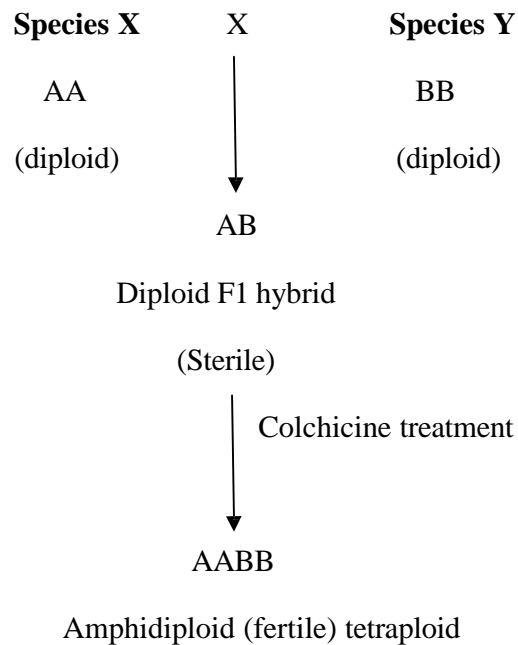 Species X X Species Y
AA BB
(diploid) (diploid)
AB
Diploid F1 hybrid
(Sterile)
Colchicine treatment
AABB
Amphidiploid (fertile) tetraploid